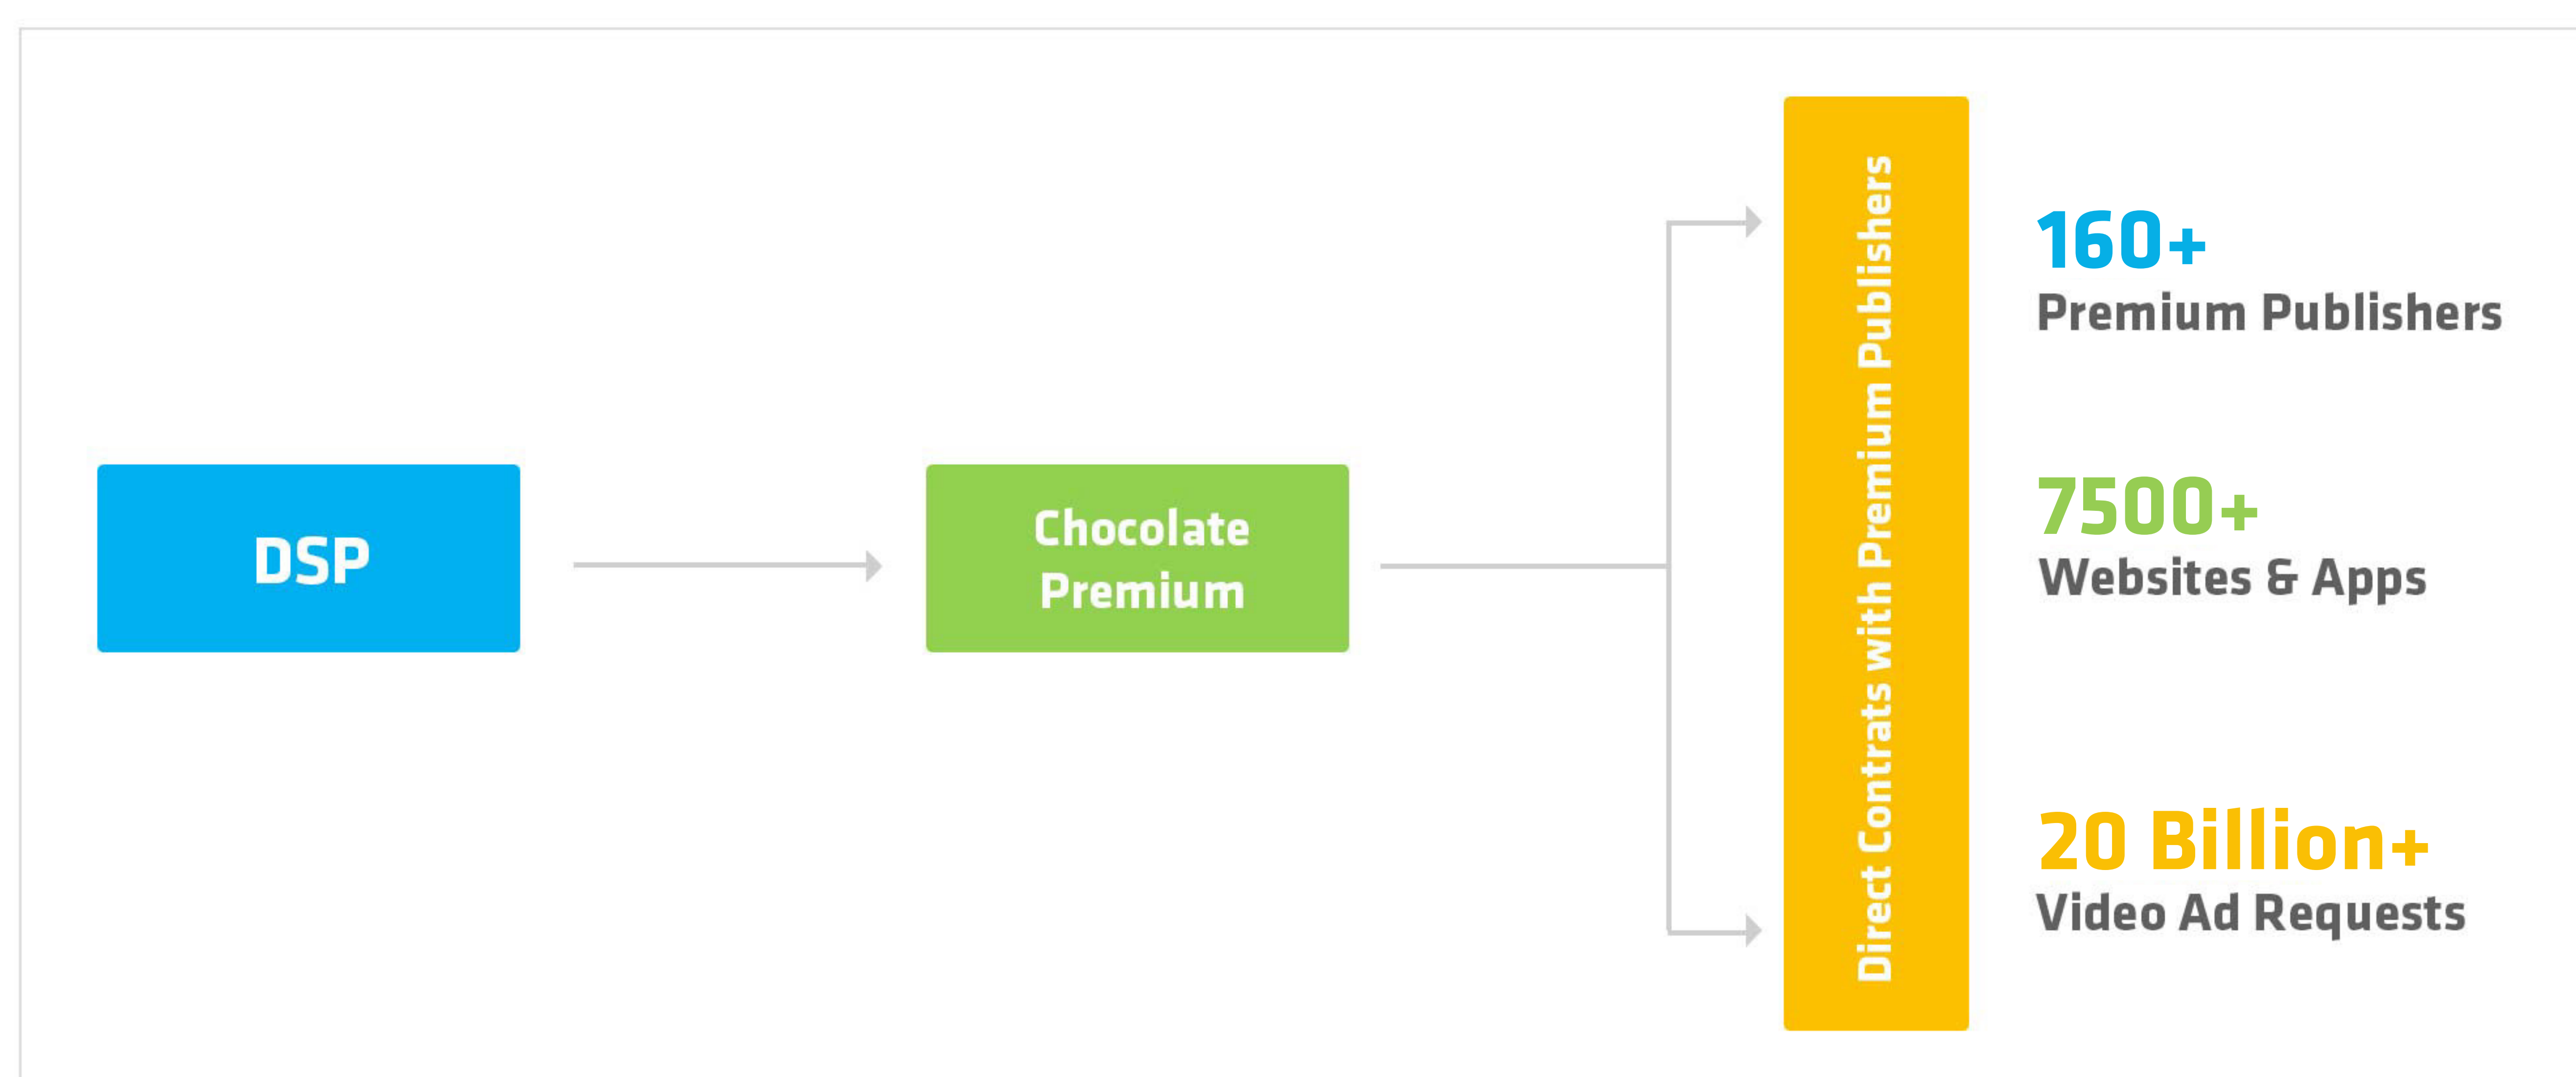 DSP
Chocolate
Premium
Direct Contrats with Premium Publishers
160+
Premium Publishers
7500+
Websites & Apps
20 Billion+
Video Ad Requests